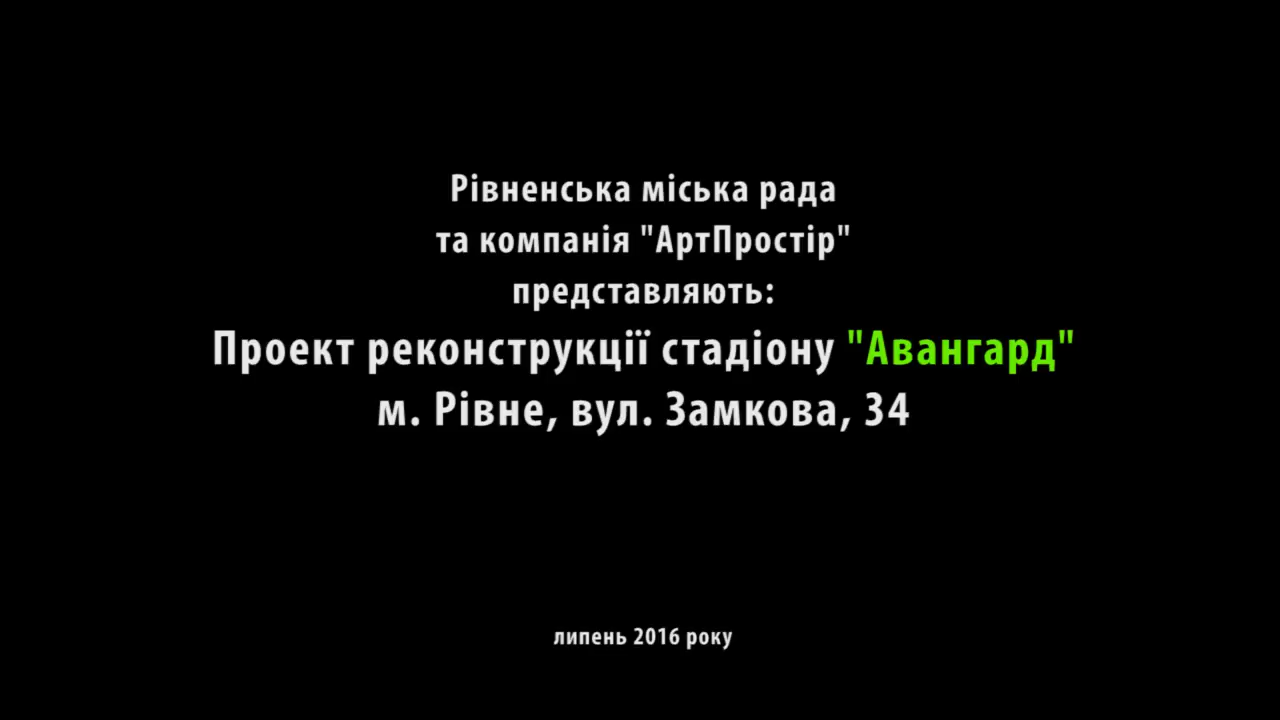 Рівненська міська рада
та компанія "АртПростір"
представляють:
Проект реконструкції стадіону "Авангард"
м. Рівне, вул. Замкова, 34
липень 2016 року